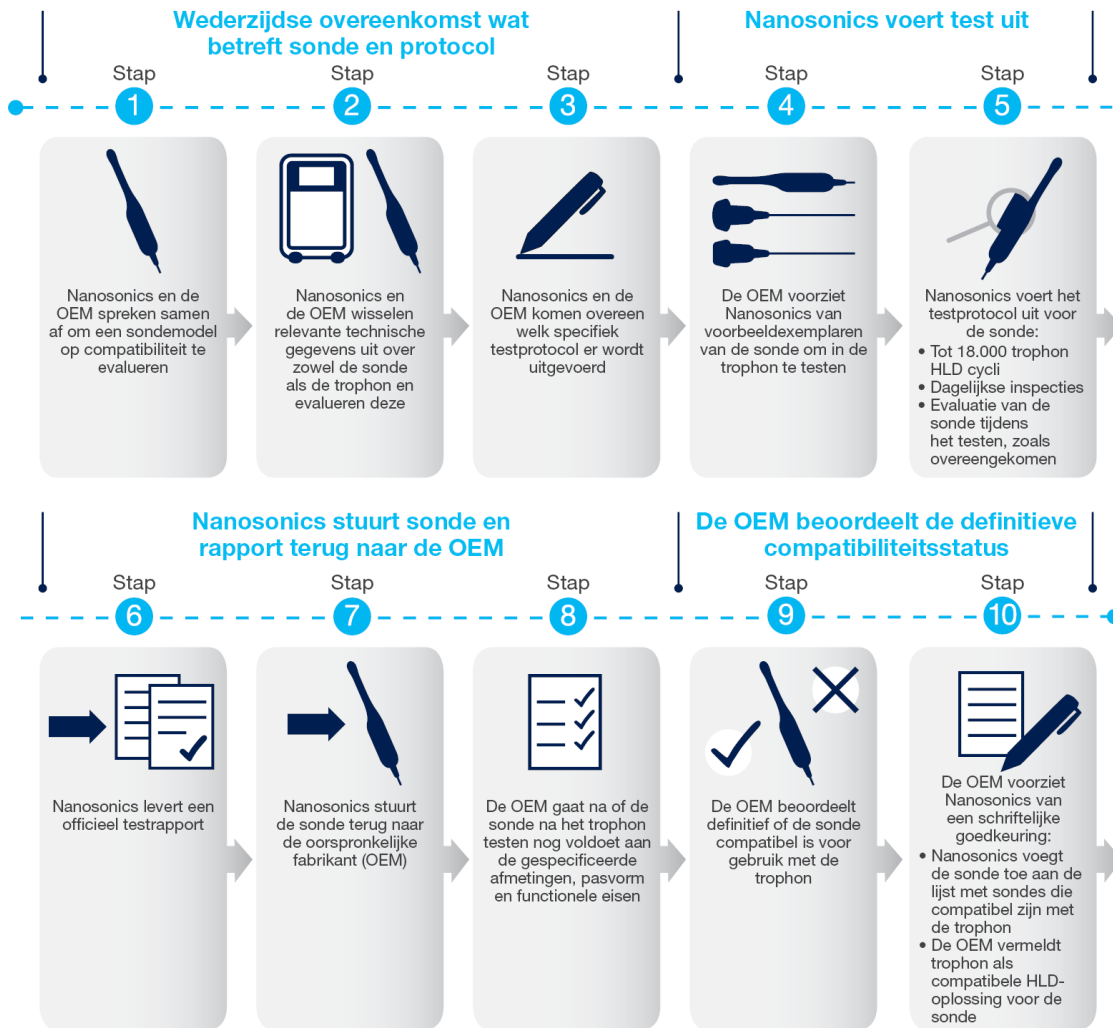 Wederzijdse overeenkomst wat
betreft sonde en protocol
Nanosonics voert test uit
Stap
1
Stap
2
Stap
3
Stap
4
Stap
5
Nanosonics en de
OEM spreken samen
af om een sondemodel
op compatibiliteit te
evalueren
Nanosonics en
de OEM wisselen
relevante technische
gegevens uit over
zowel de sonde
als de trophon en
evalueren deze
Nanosonics en de
OEM komen overeen
welk specifiek
testprotocol er wordt
uitgevoerd
De OEM voorziet
Nanosonics van
voorbeeldexemplaren
van de sonde om in de
trophon te testen
Nanosonics voert het
testprotocol uit voor
de sonde:
• Tot 18.000 trophon
HLD cycli
• Dagelijkse inspecties
• Evaluatie van de
sonde tijdens
het testen, zoals
overeengekomen
Nanosonics stuurt sonde en
rapport terug naar de OEM
De OEM beoordeelt de definitieve
compatibiliteitsstatus
Stap
6
Stap
7
Stap
8
Stap
9
Stap
10
Nanosonics levert een
officieel testrapport
Nanosonics stuurt
de sonde terug naar
de oorspronkelijke
fabrikant (OEM)
De OEM gaat na of de
sonde na het trophon
testen nog voldoet aan
de gespecificeerde
afmetingen, pasvorm
en functionele eisen
De OEM beoordeelt
definitief of de sonde
compatibel is voor
gebruik met de
trophon
De OEM voorziet
Nanosonics van
een schriftelijke
goedkeuring:
• Nanosonics voegt
de sonde toe aan de
lijst met sondes die
compatibel zijn met
de trophon
• De OEM vermeldt
trophon als
compatibele HLD-
oplossing voor de
sonde